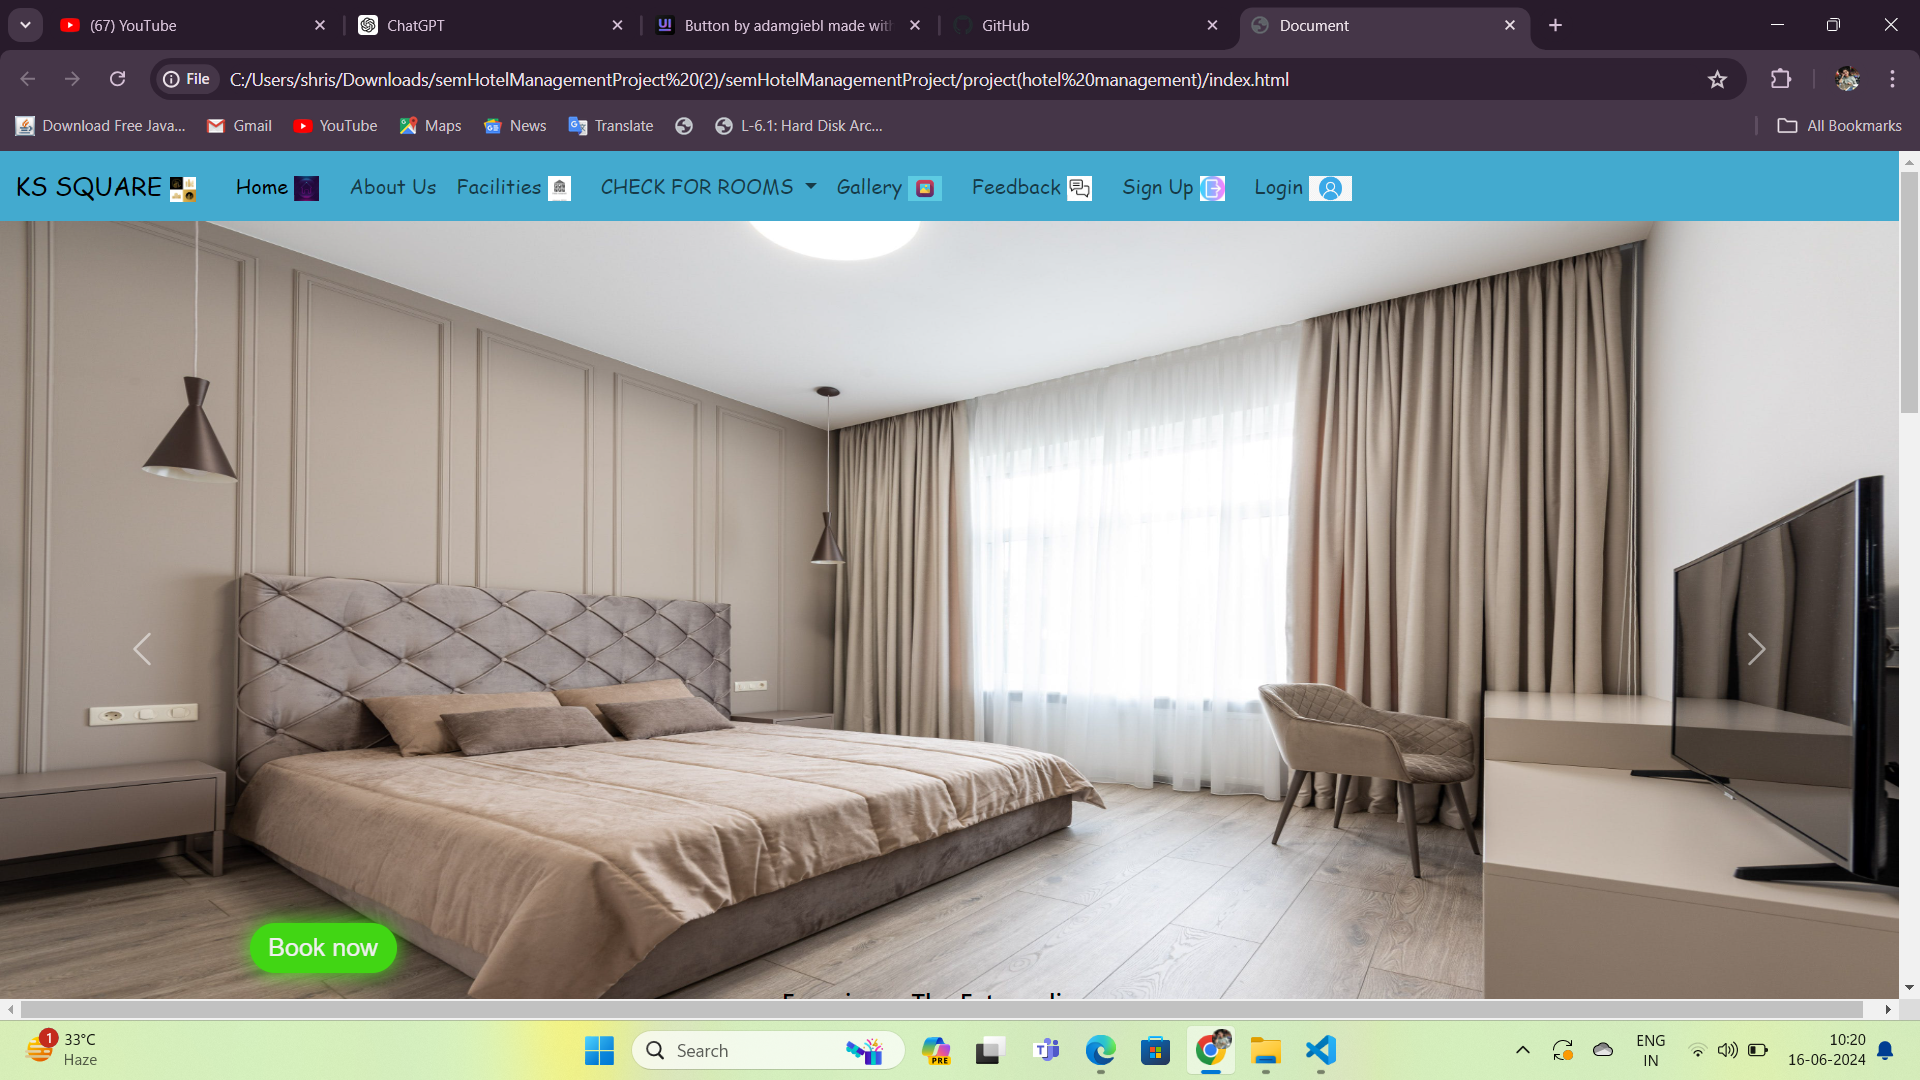 (67) YouTube
ChatGPT
Button by adamgiebl made with
GitHub
Document
File
C:/Users/shris/Downloads/semHotelManagementProject%20(2)/semHotelManagementProject/project(hotel%20management)/index.html
Download Free Java...
Gmail
YouTube
Maps
News
Translate
L-6.1: Hard Disk Arc...
All Bookmarks
KS SQUARE
Home
About Us
Facilities
CHECK FOR ROOMS
Gallery
Feedback
Sign Up
Login
Book now
1
33°C
Haze
Search
PRE
ENG
IN
10:20
16-06-2024